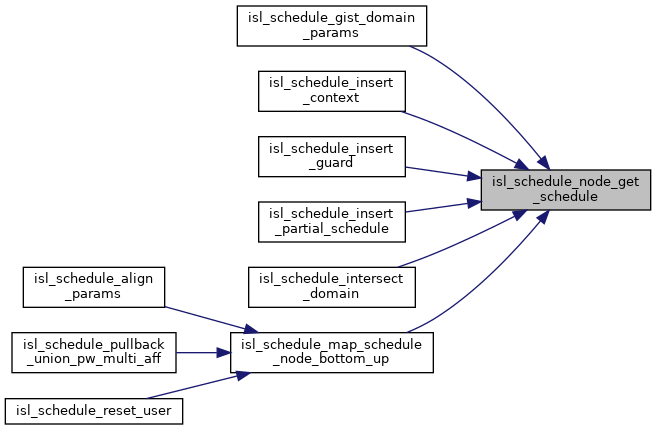 isl_schedule_gist_domain
_params
isl_schedule_insert
_context
isl_schedule_insert
_guard
isl_schedule_node_get
_schedule
isl_schedule_insert
_partial_schedule
isl_schedule_align
_params
isl_schedule_intersect
_domain
isl_schedule_pullback
_union_pw_multi_aff
isl_schedule_map_schedule
_node_bottom_up
isl_schedule_reset_user